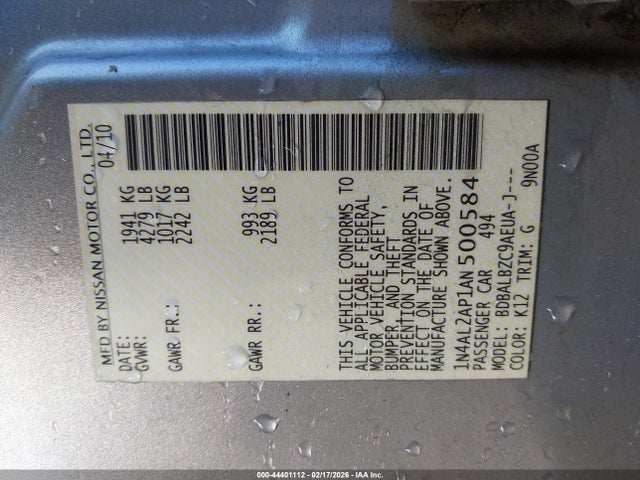 MFD BY NISSAN MOTOR CO., LTD.
DATE: 04/10
GVWR: 1941 KG
4279 LB
GAWR FR.: 1017 KG
2242 LB
GAWR RR.: 993 KG
2189 LB
THIS VEHICLE CONFORMS TO
ALL APPLICABLE FEDERAL
MOTOR VEHICLE SAFETY,
BUMPER, AND THEFT
PREVENTION STANDARDS IN
EFFECT ON THE DATE OF
MANUFACTURE SHOWN ABOVE.
1N4AL2AP1AN500584
PASSENGER CAR 494
MODEL: BDBALBZC9AEUA-J---
COLOR: K12 TRIM: G 9N00A
000-44401112 - 02/17/2026 - IAA Inc.